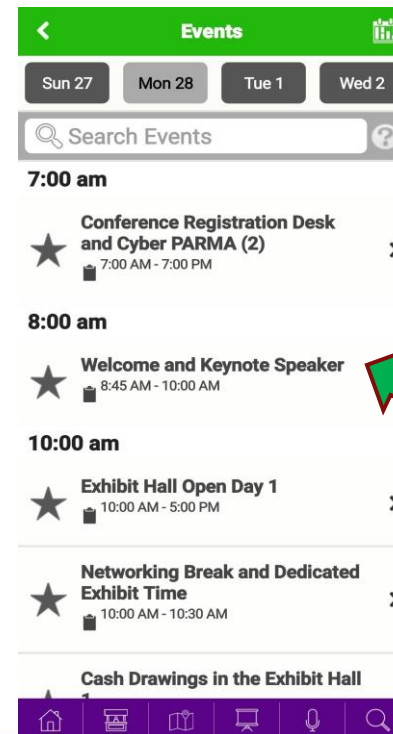 Events
Sun 27 Mon 28 Tue 1 Wed 2
Search Events ?
7:00 am
Conference Registration Desk
and Cyber PARMA (2)
7:00 AM - 7:00 PM
8:00 am
Welcome and Keynote Speaker
8:45 AM - 10:00 AM
10:00 am
Exhibit Hall Open Day 1
10:00 AM - 5:00 PM
Networking Break and Dedicated
Exhibit Time
10:00 AM - 10:30 AM
Cash Drawings in the Exhibit Hall